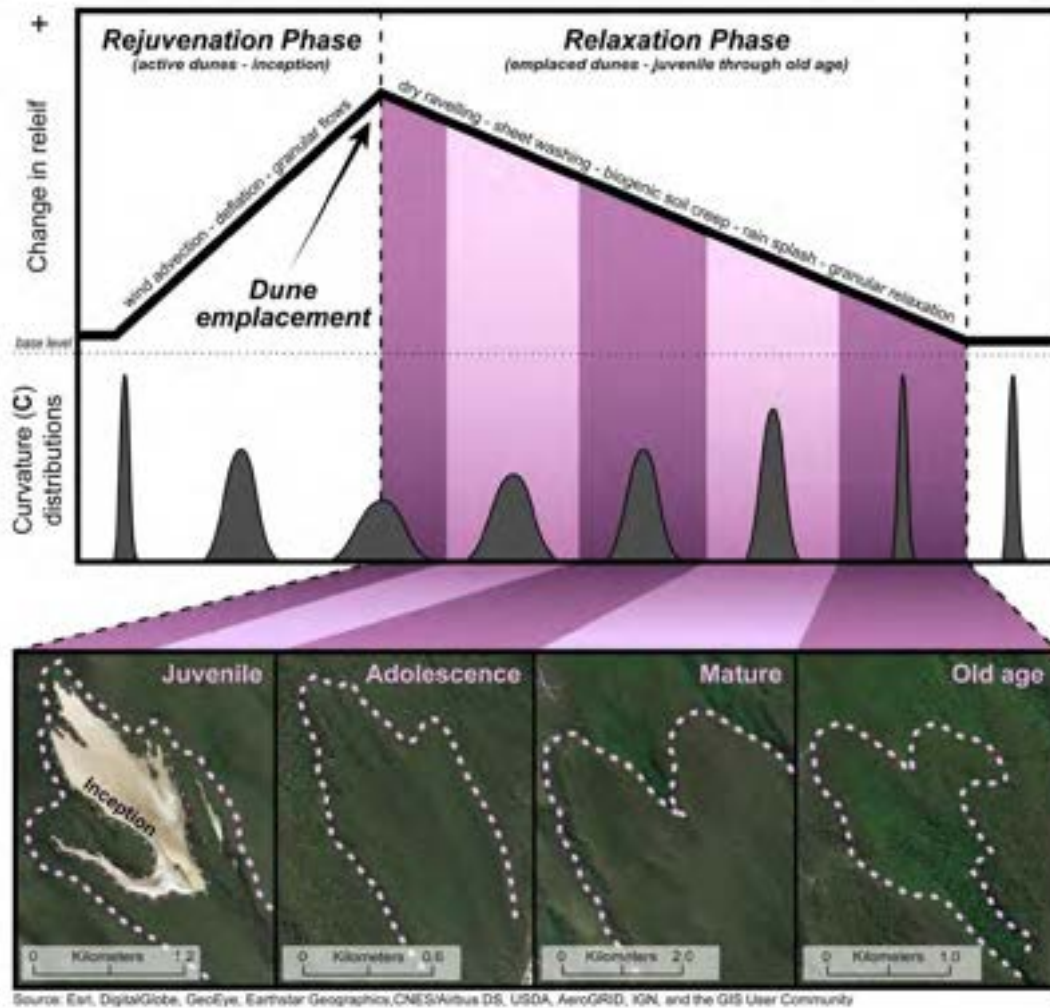 +
Rejuvenation Phase
(active dunes - inception)
Relaxation Phase
(emplaced dunes - juvenile through old age)
Change in releif
wind advection - deflation - granular flows
dry ravelling - sheet washing - biogenic soil creep - rain splash - granular relaxation
Dune
emplacement
base level
Curvature (C)
distributions
Juvenile
Adolescence
Mature
Old age
Inception
0 Kilometers 1.2
0 Kilometers 0.6
0 Kilometers 2.0
0 Kilometers 1.0
Source: Esri, DigitalGlobe, GeoEye, Earthstar Geographics,CNES/Airbus DS, USDA, AeroGRID, IGN, and the GIS User Community